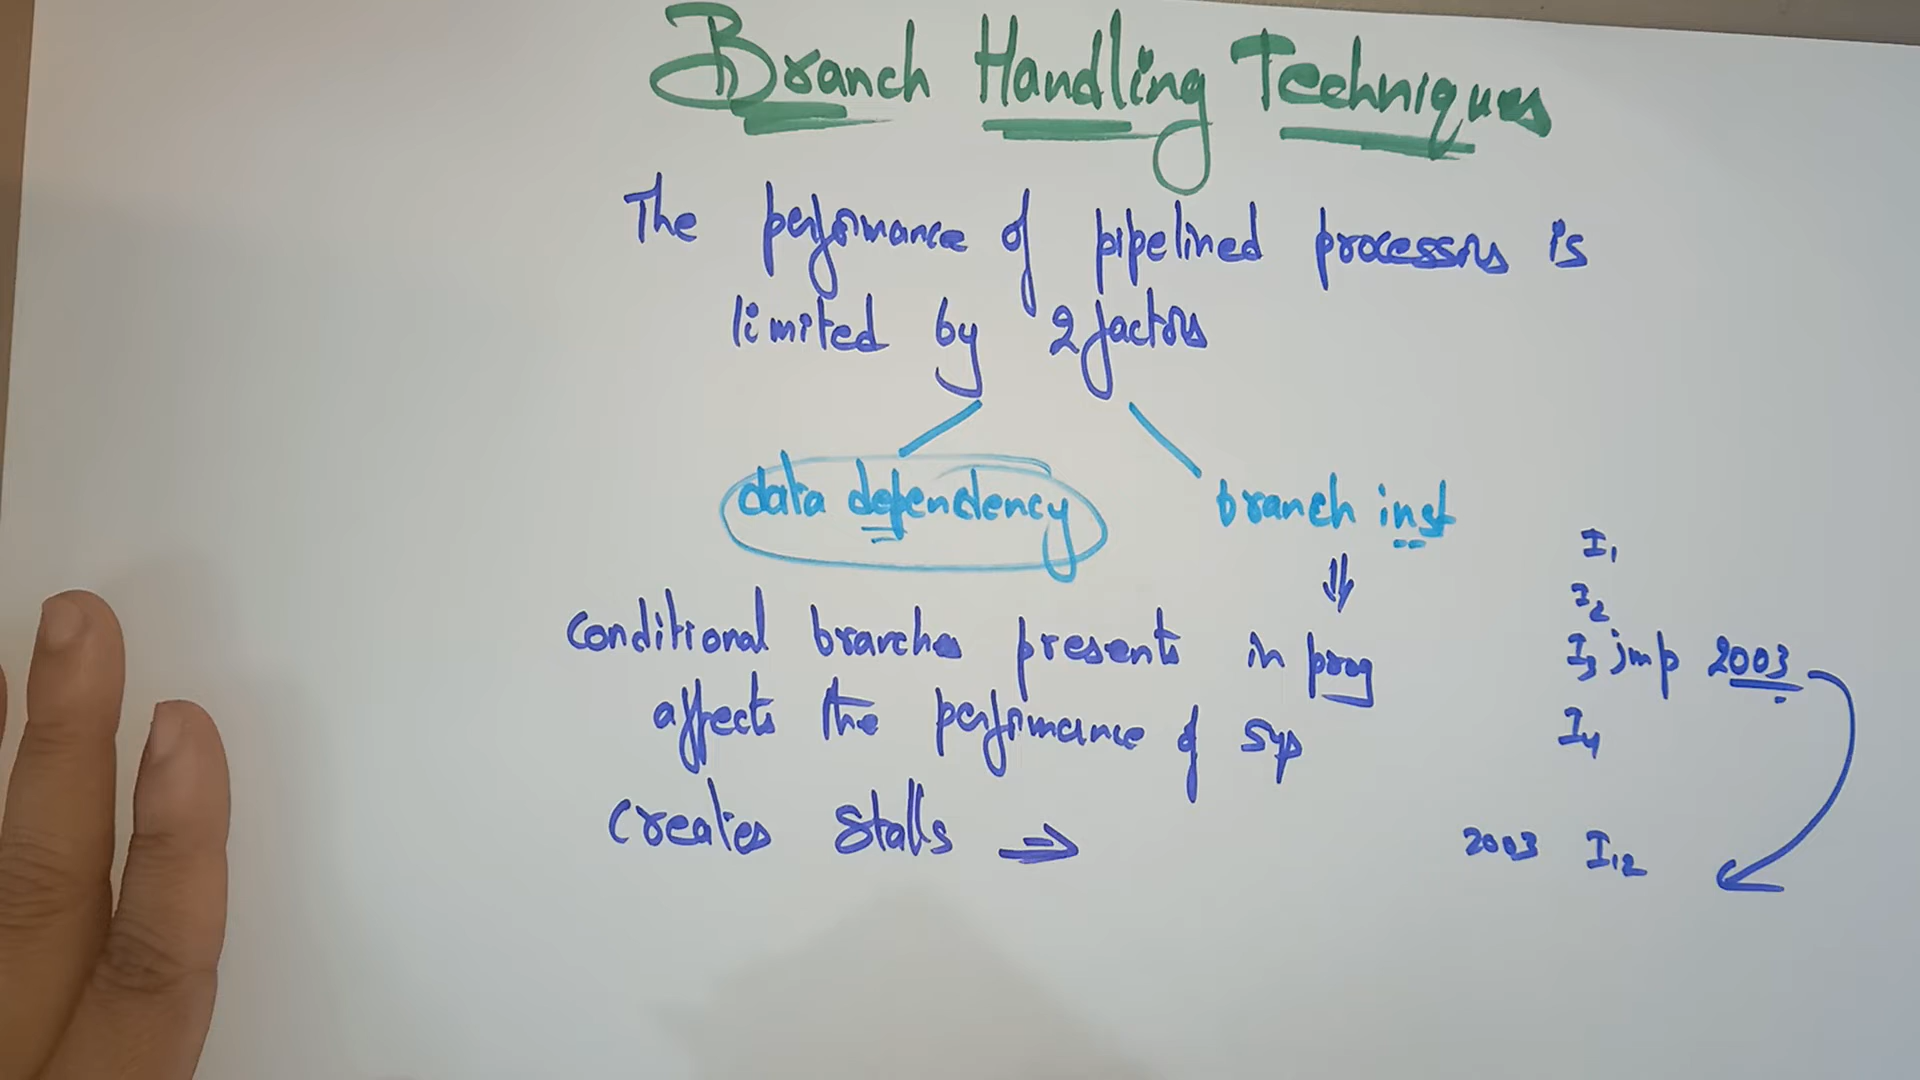 Branch Handling Techniques
The performance of pipelined processors is
limited by 2 factors
data dependency
branch inst
conditional branches presents in prog
affects the performance of sys
creates stalls ⇒
I1
I2
I3 jmp 2003
I4
2003 I12